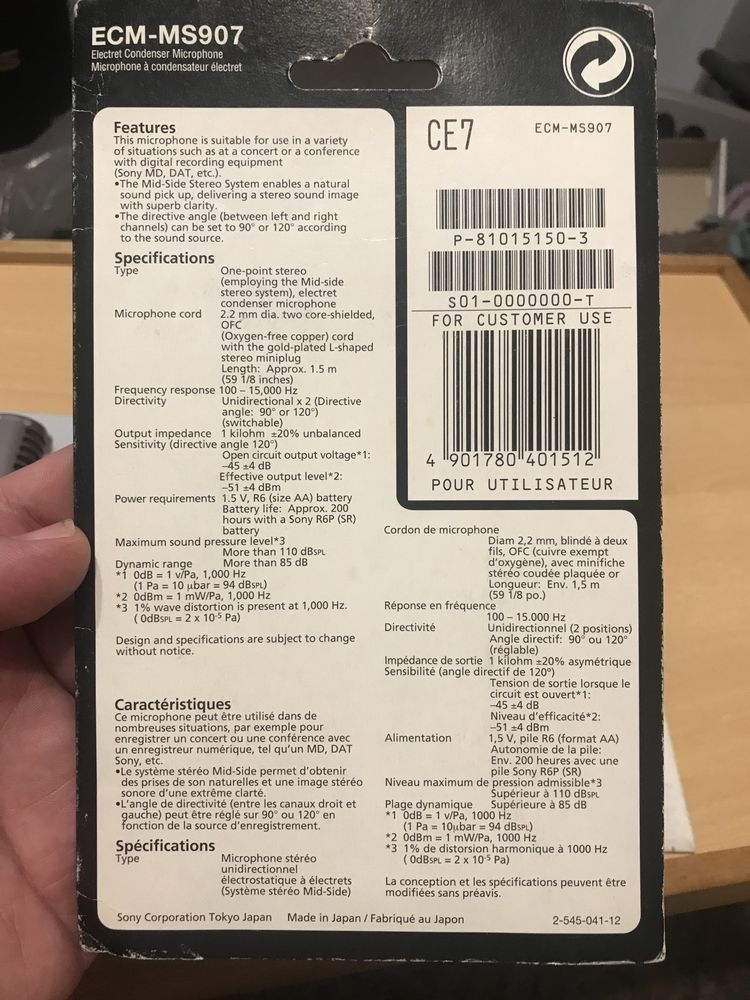 ECM-MS907
Electret Condenser Microphone
Microphone à condensateur électret
Features
This microphone is suitable for use in a variety
of situations such as at a concert or a conference
with digital recording equipment
(Sony MD, DAT, etc.).
•The Mid-Side Stereo System enables a natural
sound pick up, delivering a stereo sound image
with superb clarity.
•The directive angle (between left and right
channels) can be set to 90° or 120° according
to the sound source.
Specifications
Type One-point stereo
(employing the Mid-side
stereo system), electret
condenser microphone
Microphone cord 2.2 mm dia. two core-shielded,
OFC
(Oxygen-free copper) cord
with the gold-plated L-shaped
stereo miniplug
Length: Approx. 1.5 m
(59 1/8 inches)
Frequency response 100 – 15,000 Hz
Directivity Unidirectional x 2 (Directive
angle: 90° or 120°)
(switchable)
Output impedance 1 kilohm ±20% unbalanced
Sensitivity (directive angle 120°)
Open circuit output voltage*1:
–45 ±4 dB
Effective output level*2:
–51 ±4 dBm
Power requirements 1.5 V, R6 (size AA) battery
Battery life: Approx. 200
hours with a Sony R6P (SR)
battery
Maximum sound pressure level*3
More than 110 dBSPL
Dynamic range More than 85 dB
*1 0dB = 1 v/Pa, 1,000 Hz
(1 Pa = 10 μbar = 94 dBSPL)
*2 0dBm = 1 mW/Pa, 1,000 Hz
*3 1% wave distortion is present at 1,000 Hz.
( 0dBSPL = 2 x 10-5 Pa)
Design and specifications are subject to change
without notice.
Caractéristiques
Ce microphone peut être utilisé dans de
nombreuses situations, par exemple pour
enregistrer un concert ou une conférence avec
un enregistreur numérique, tel qu'un MD, DAT
Sony, etc.
•Le système stéréo Mid-Side permet d'obtenir
des prises de son naturelles et une image stéréo
sonore d'une extrême clarté.
•L'angle de directivité (entre les canaux droit et
gauche) peut être réglé sur 90° ou 120° en
fonction de la source d'enregistrement.
Spécifications
Type Microphone stéréo
unidirectionnel
électrostatique à électrets
(Système stéréo Mid-Side)
CE7 ECM-MS907
P-81015150-3
S01-0000000-T
FOR CUSTOMER USE
4 901780 401512
POUR UTILISATEUR
Cordon de microphone
Diam 2,2 mm, blindé à deux
fils, OFC (cuivre exempt
d'oxygène), avec minifiche
stéréo coudée plaquée or
Longueur: Env. 1,5 m
(59 1/8 po.)
Réponse en fréquence
100 – 15.000 Hz
Directivité Unidirectionnel (2 positions)
Angle directif: 90° ou 120°
(réglable)
Impédance de sortie 1 kilohm ±20% asymétrique
Sensibilité (angle directif de 120°)
Tension de sortie lorsque le
circuit est ouvert*1:
–45 ±4 dB
Niveau d'efficacité*2:
–51 ±4 dBm
Alimentation 1,5 V, pile R6 (format AA)
Autonomie de la pile:
Env. 200 heures avec une
pile Sony R6P (SR)
Niveau maximum de pression admissible*3
Supérieur à 110 dBSPL
Plage dynamique Supérieure à 85 dB
*1 0dB = 1 v/Pa, 1000 Hz
(1 Pa = 10μbar = 94 dBSPL)
*2 0dBm = 1 mW/Pa, 1000 Hz
*3 1% de distorsion harmonique à 1000 Hz
( 0dBSPL = 2 x 10-5 Pa)
La conception et les spécifications peuvent être
modifiées sans préavis.
Sony Corporation Tokyo Japan Made in Japan / Fabriqué au Japon 2-545-041-12